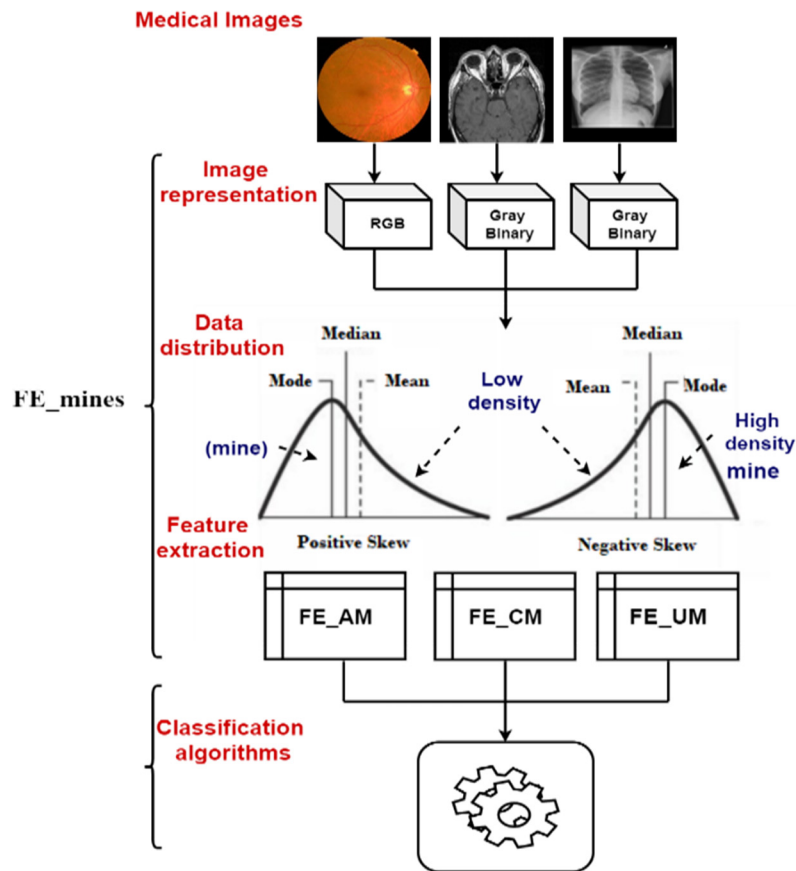 Medical Images
Image
representation
RGB
Gray
Binary
Gray
Binary
Data
distribution
Median
Mode
Mean
(mine)
Positive Skew
Low
density
Median
Mean
Mode
High
density
mine
Negative Skew
FE_mines
Feature
extraction
FE_AM
FE_CM
FE_UM
Classification
algorithms